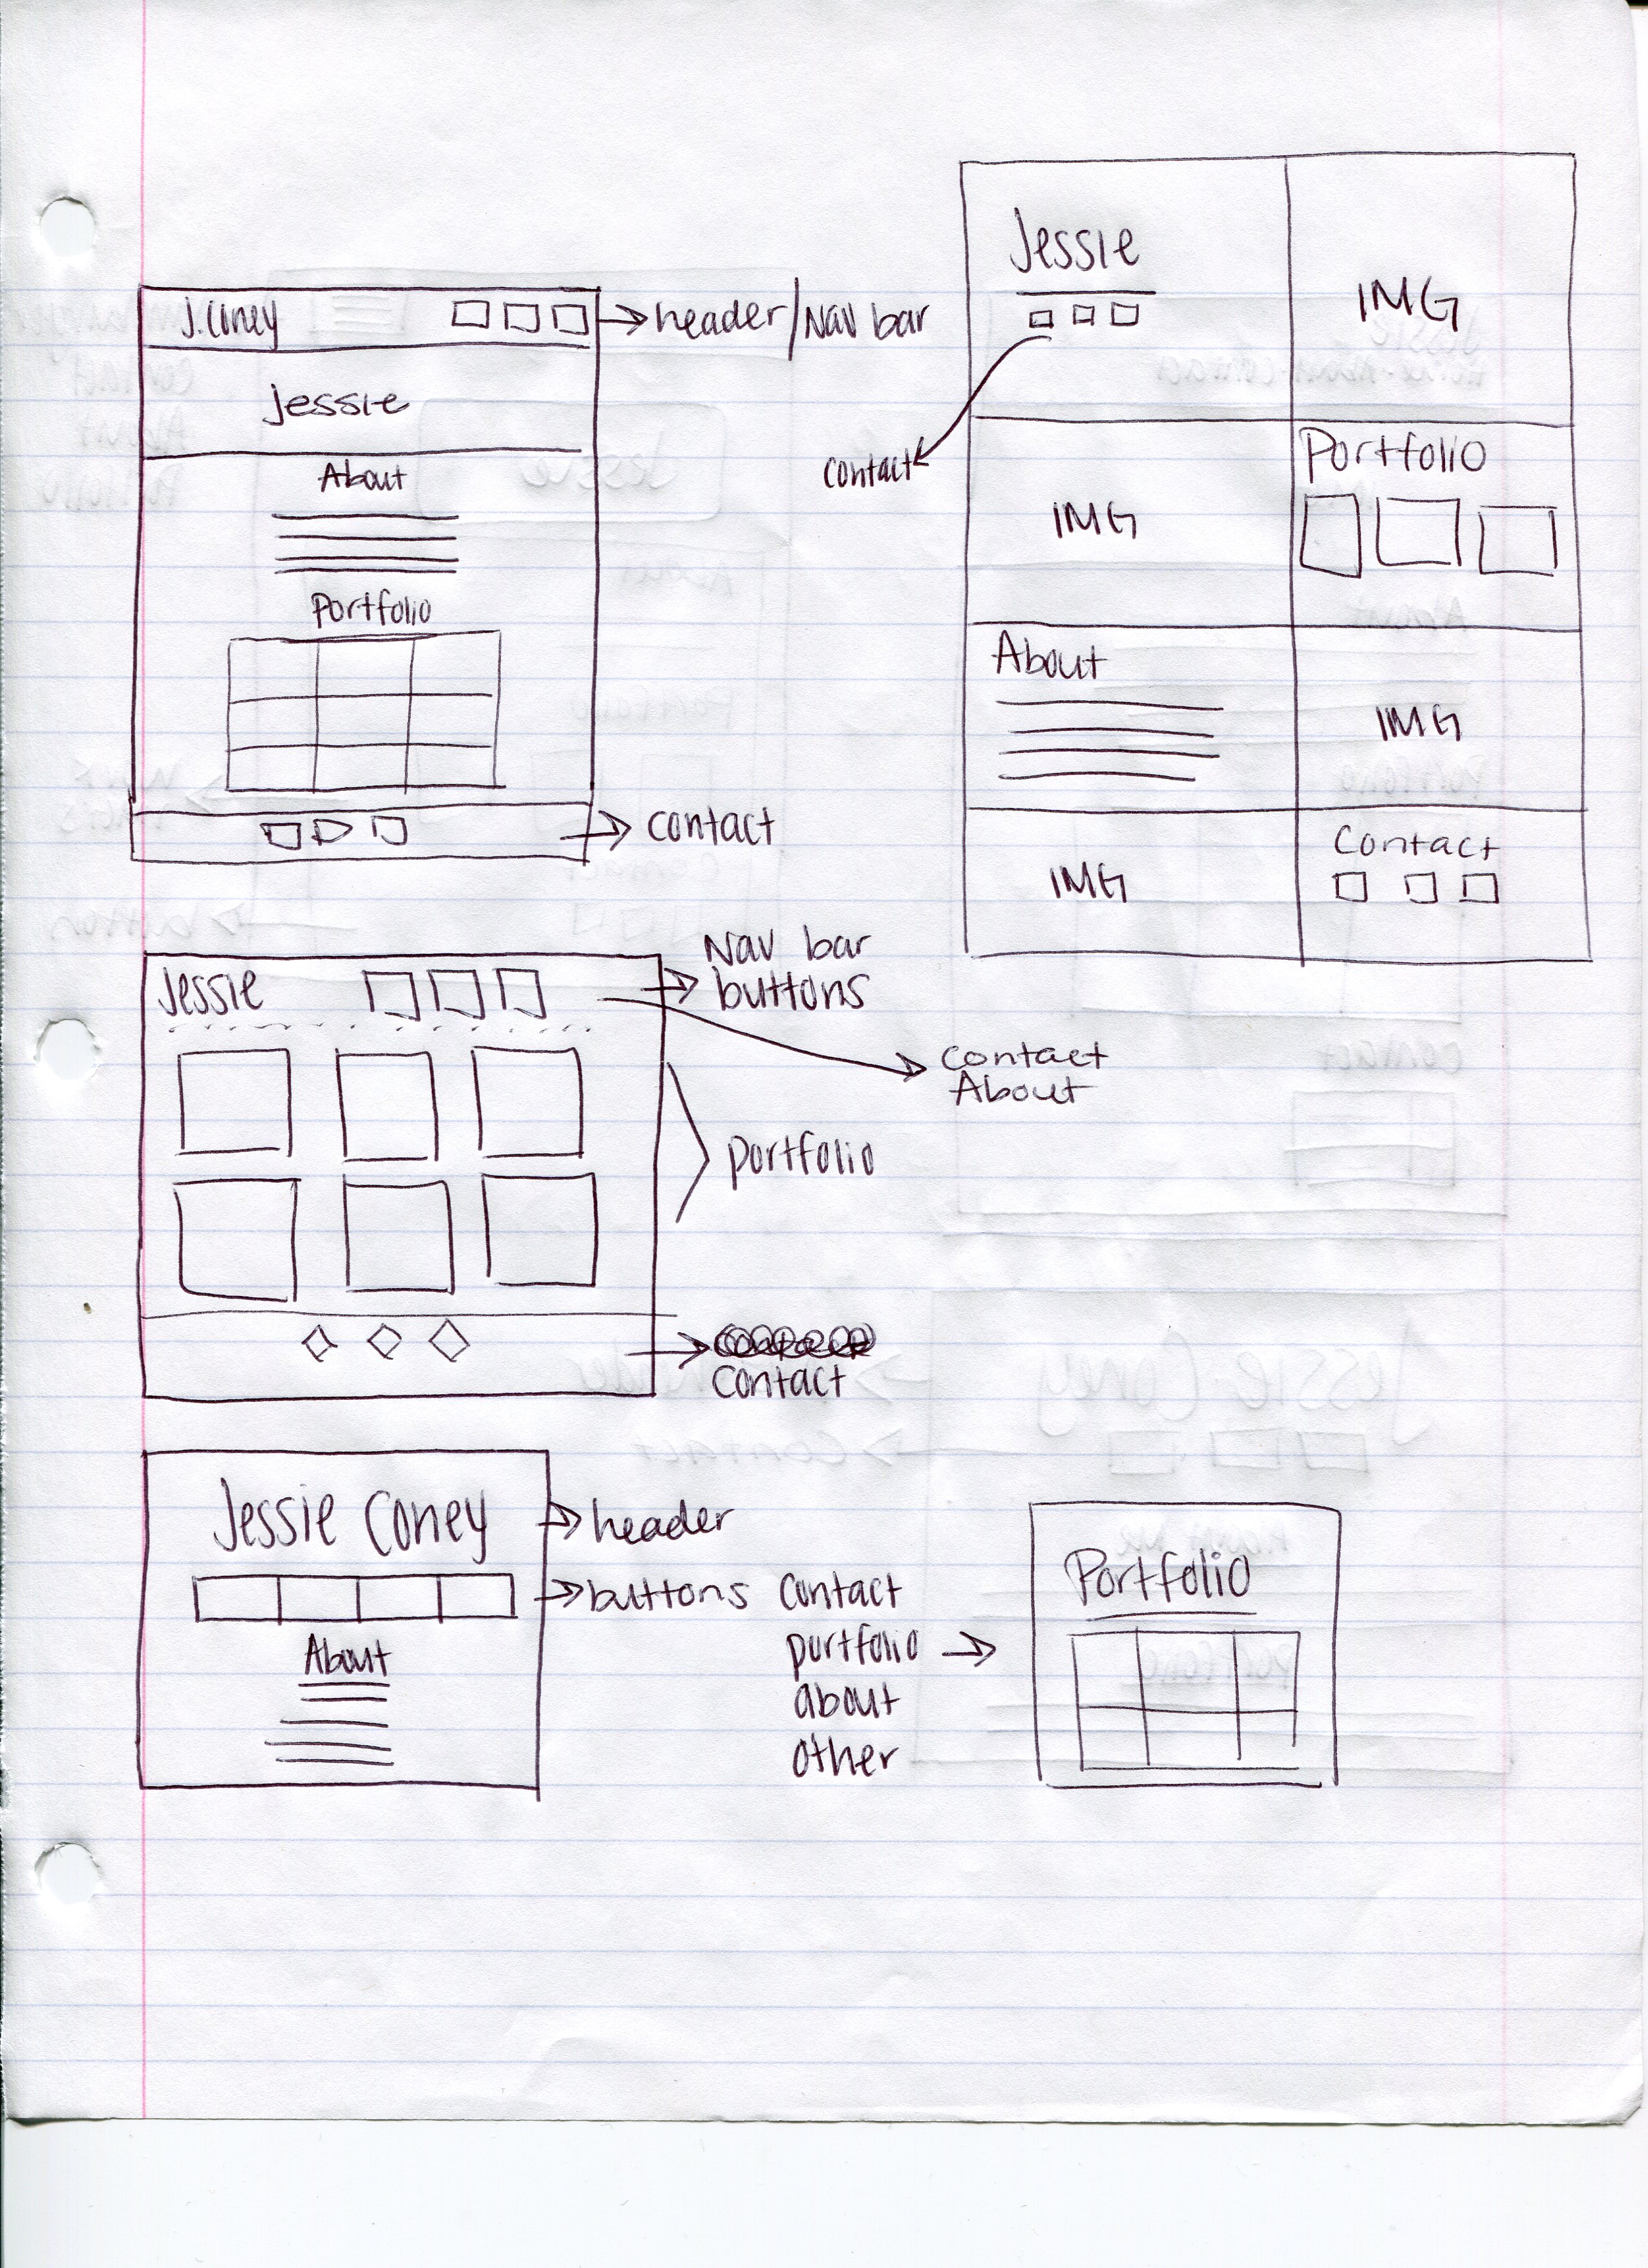 J. Coney
header/Nav bar
Jessie
About
Portfolio
contact
Jessie
IMG
contact
IMG
Portfolio
About
IMG
IMG
Contact
Jessie
Nav bar
buttons
Contact
About
portfolio
Contact
Jessie Coney
header
buttons
About
Contact
portfolio
about
other
Portfolio